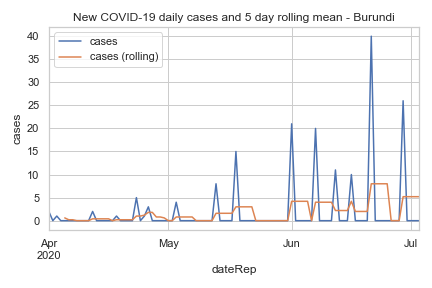 New COVID-19 daily cases and 5 day rolling mean - Burundi
cases
cases (rolling)
40
35
30
25
20
15
10
5
0
cases
Apr
2020
May
Jun
Jul
dateRep